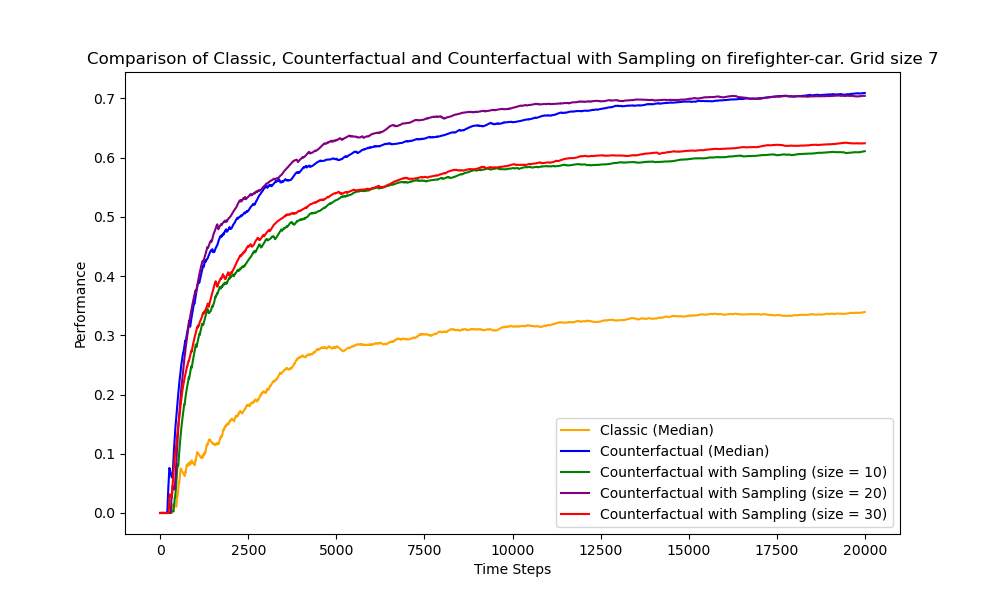 Comparison of Classic, Counterfactual and Counterfactual with Sampling on firefighter-car. Grid size 7
Performance
0.7
0.6
0.5
0.4
0.3
0.2
0.1
0.0
Classic (Median)
Counterfactual (Median)
Counterfactual with Sampling (size = 10)
Counterfactual with Sampling (size = 20)
Counterfactual with Sampling (size = 30)
0 2500 5000 7500 10000 12500 15000 17500 20000
Time Steps